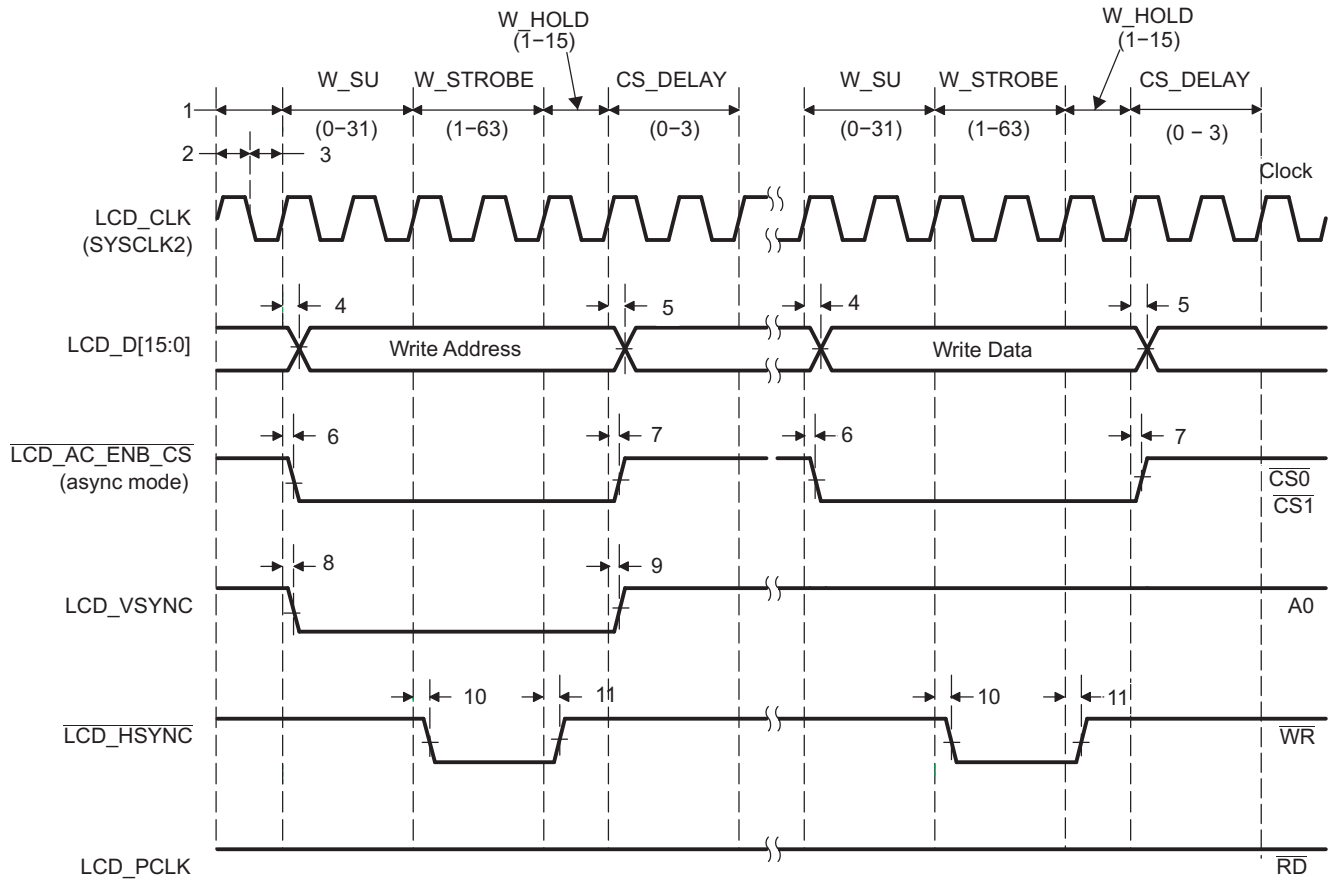 W_HOLD
(1−15)
W_HOLD
(1−15)
W_SU W_STROBE CS_DELAY W_SU W_STROBE CS_DELAY
1
(0−31) (1−63) (0−3) (0−31) (1−63) (0 − 3)
2 3
Clock
LCD_CLK
(SYSCLK2)
4 5 4 5
LCD_D[15:0] Write Address Write Data
6 7 6 7
LCD_AC_ENB_CS
(async mode)
CS0
CS1
8 9
LCD_VSYNC A0
10 11 10 11
LCD_HSYNC WR
LCD_PCLK RD